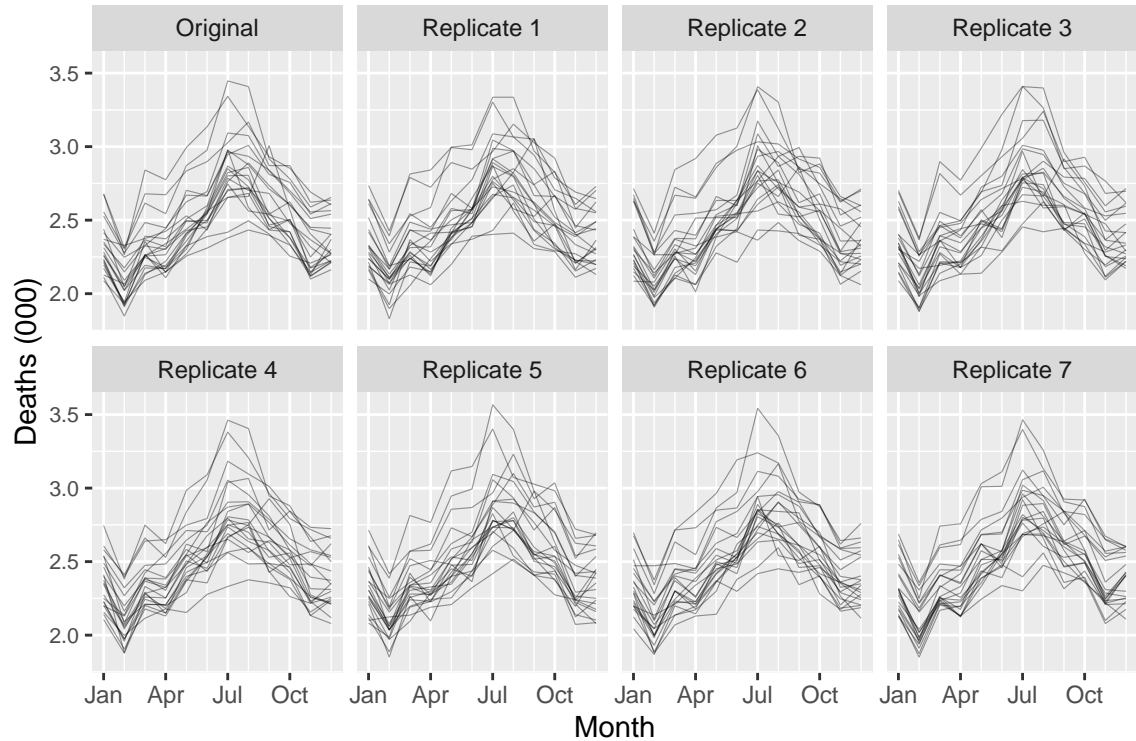 Original Replicate 1 Replicate 2 Replicate 3
3.5
3.0
2.5
2.0
Replicate 4 Replicate 5 Replicate 6 Replicate 7
3.5
3.0
2.5
2.0
Deaths (000)
Jan Apr Jul Oct Jan Apr Jul Oct Jan Apr Jul Oct Jan Apr Jul Oct
Month